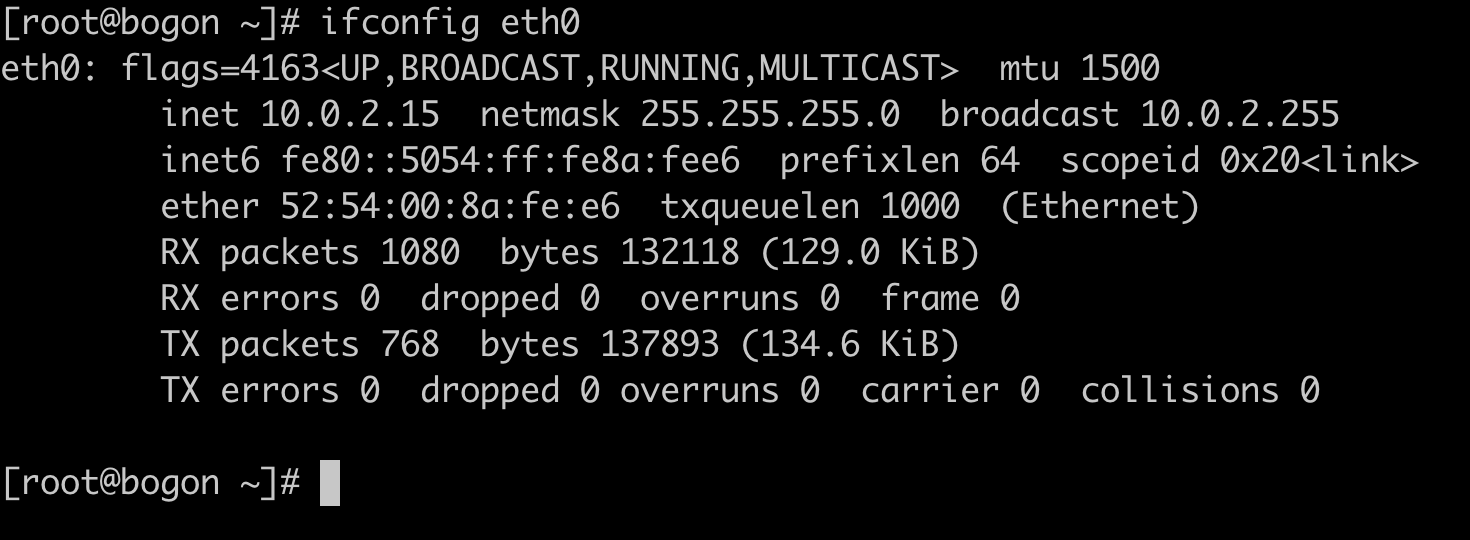 [root@bogon ~]# ifconfig eth0
eth0: flags=4163<UP,BROADCAST,RUNNING,MULTICAST>  mtu 1500
        inet 10.0.2.15  netmask 255.255.255.0  broadcast 10.0.2.255
        inet6 fe80::5054:ff:fe8a:fee6  prefixlen 64  scopeid 0x20<link>
        ether 52:54:00:8a:fe:e6  txqueuelen 1000  (Ethernet)
        RX packets 1080  bytes 132118 (129.0 KiB)
        RX errors 0  dropped 0  overruns 0  frame 0
        TX packets 768  bytes 137893 (134.6 KiB)
        TX errors 0  dropped 0 overruns 0  carrier 0  collisions 0

[root@bogon ~]#